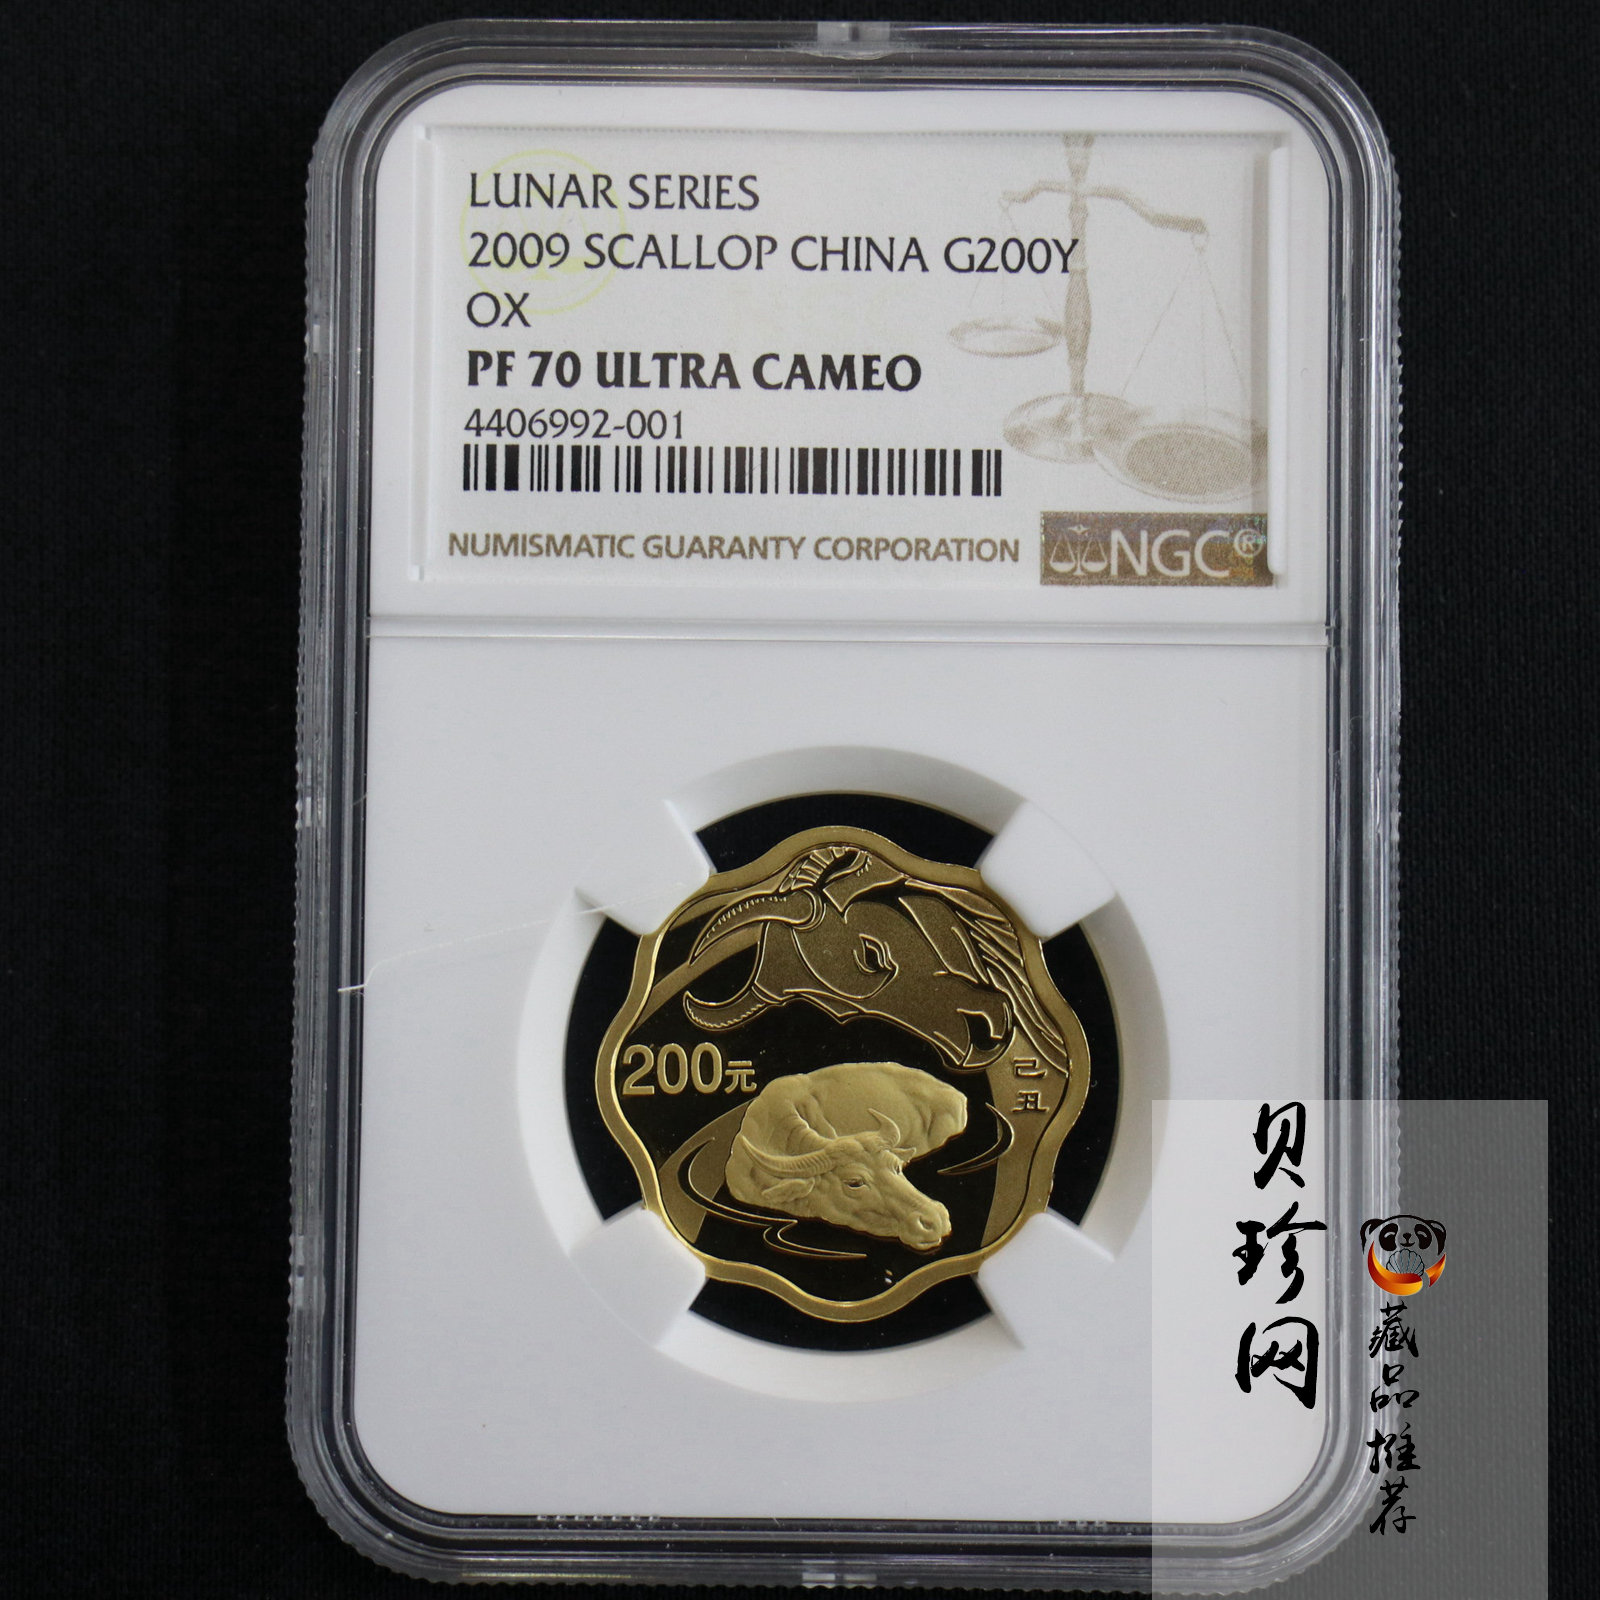 LUNAR SERIES
2009 SCALLOP CHINA G200Y
OX
PF 70 ULTRA CAMEO
4406992-001
NUMISMATIC GUARANTY CORPORATION
NGC®
200元
己丑
贝珍网
藏品推荐